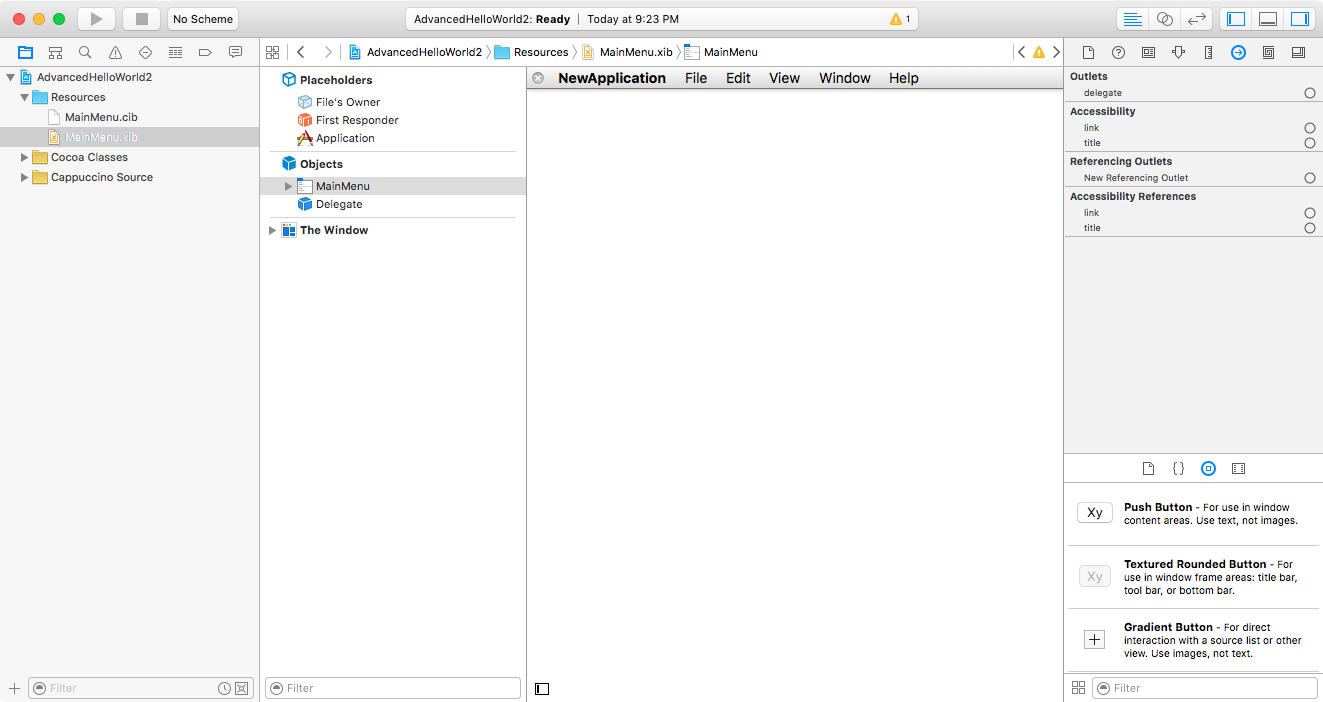 No Scheme
AdvancedHelloWorld2: Ready | Today at 9:23 PM
1
AdvancedHelloWorld2
Resources
MainMenu.xib
MainMenu
AdvancedHelloWorld2
Resources
MainMenu.cib
MainMenu.xib
Cocoa Classes
Cappuccino Source
Filter
Placeholders
File's Owner
First Responder
Application
Objects
MainMenu
Delegate
The Window
Filter
NewApplication File Edit View Window Help
Outlets
delegate
Accessibility
link
title
Referencing Outlets
New Referencing Outlet
Accessibility References
link
title
{}
Xy
Push Button - For use in window
content areas. Use text, not images.
Xy
Textured Rounded Button - For
use in window frame areas: title bar,
tool bar, or bottom bar.
Gradient Button - For direct
interaction with a source list or other
view. Use images, not text.
Filter